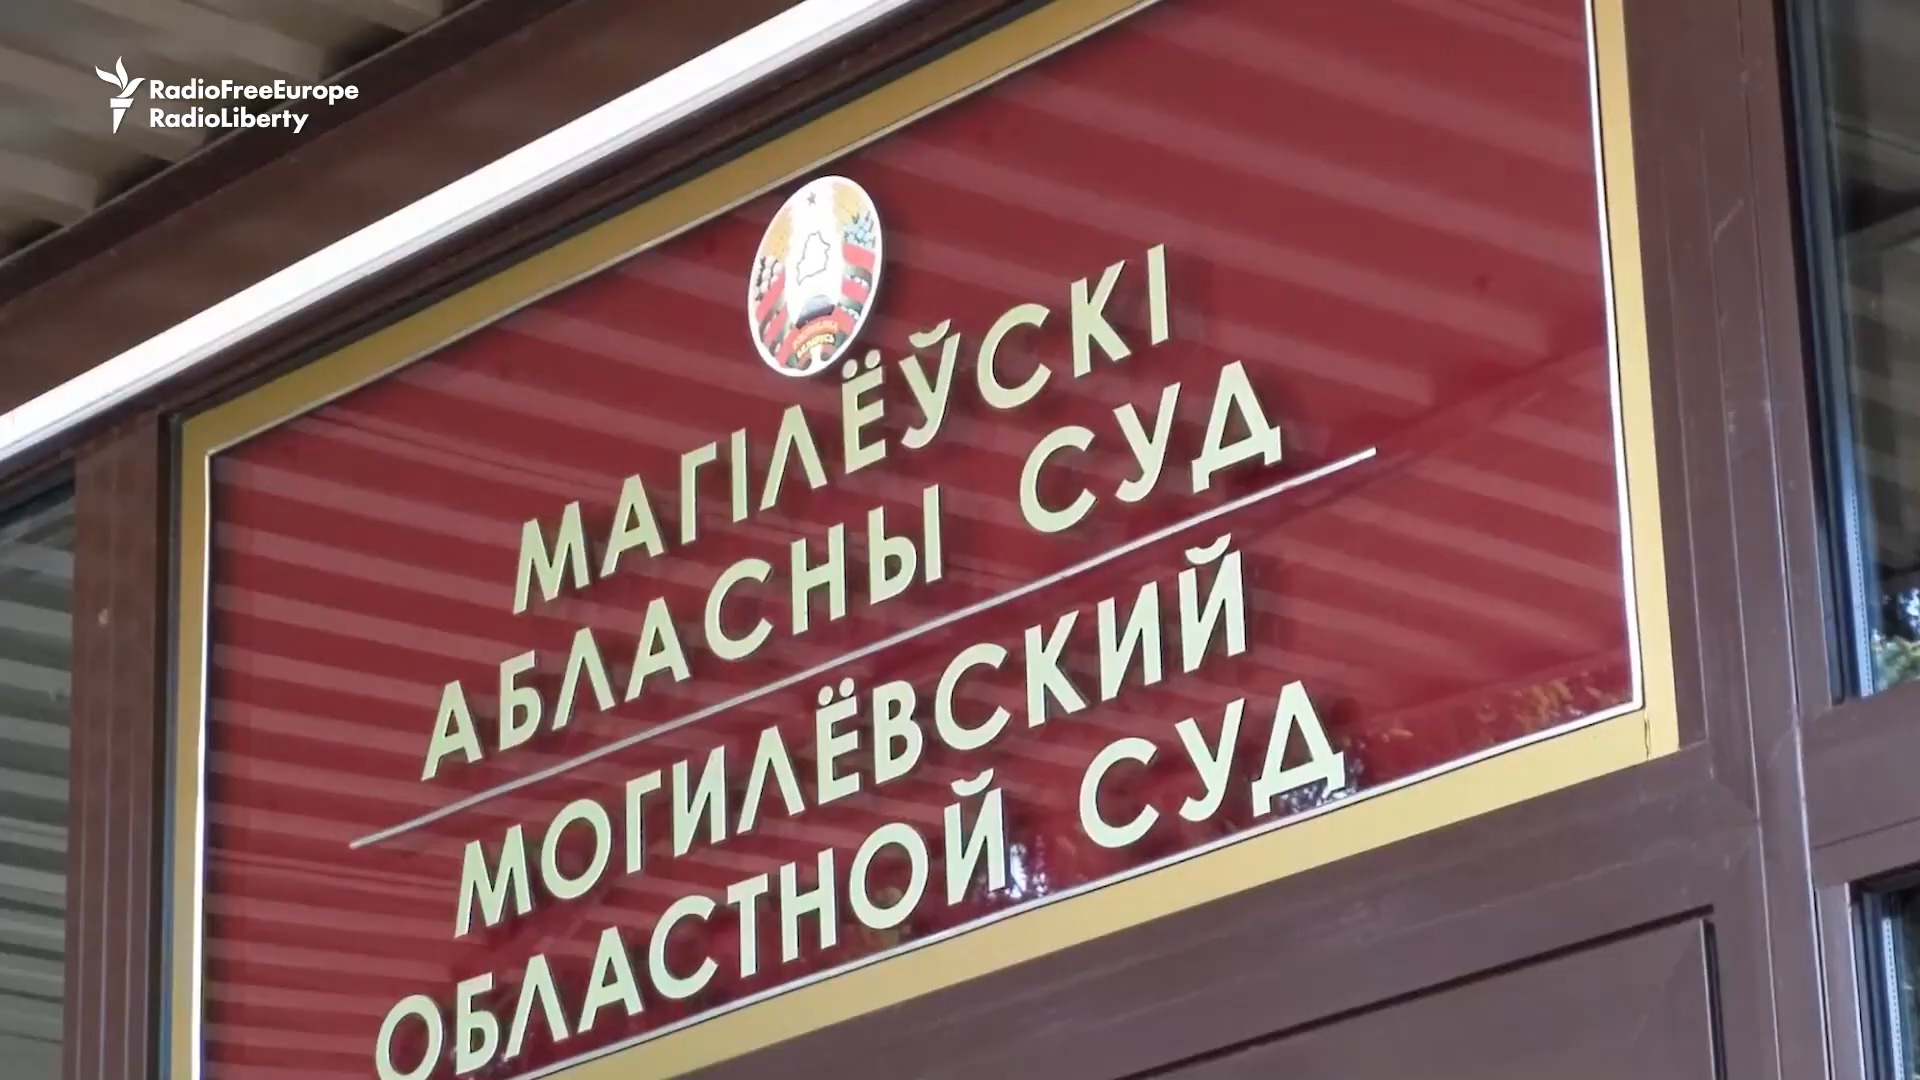 RadioFreeEurope
RadioLiberty
МАГІЛЁЎСКІ
АБЛАСНЫ СУД
МОГИЛЁВСКИЙ
ОБЛАСТНОЙ СУД